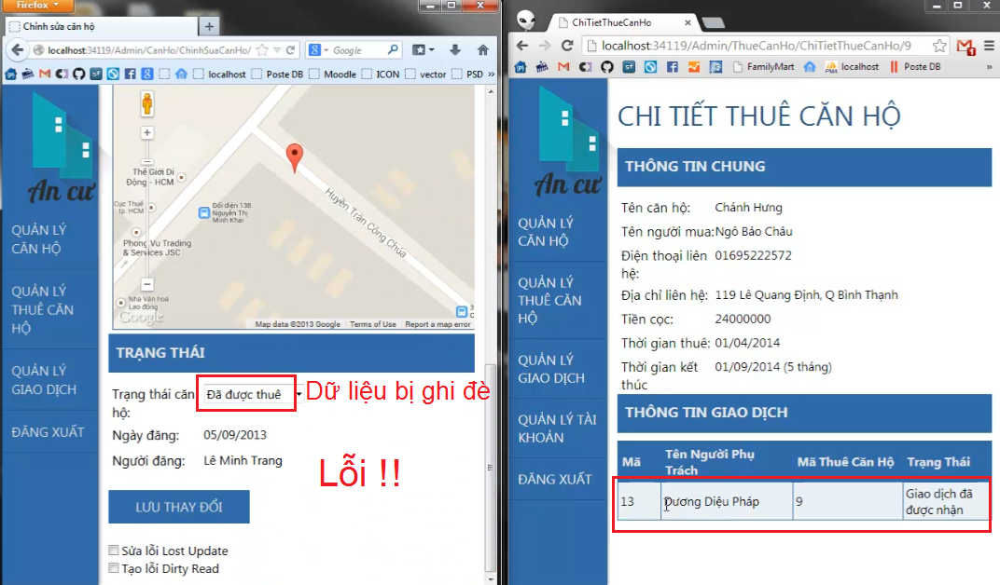 Firefox
Chỉnh sửa căn hộ
localhost:34119/Admin/CanHo/ChinhSuaCanHo/
Google
localhost
Poste DB
Moodle
ICON
vector
PSD
An cư
QUẢN LÝ
CĂN HỘ
QUẢN LÝ
THUÊ CĂN
HỘ
QUẢN LÝ
GIAO DỊCH
ĐĂNG XUẤT
Thế Giới Di
Động - HCM
Cục Thuế
tp. HCM
Đối diện 138
Nguyễn Thị
Minh Khai
Huyền Trân Công Chúa
Phong Vu Trading
& Services JSC
Nhà Văn hoá
Lao động
Google
Map data ©2013 Google
Terms of Use
Report a map error
TRẠNG THÁI
Trạng thái căn
hộ:
Đã được thuê
Dữ liệu bị ghi đè
Ngày đăng: 05/09/2013
Người đăng: Lê Minh Trang
Lỗi !!
LƯU THAY ĐỔI
Sửa lỗi Lost Update
Tạo lỗi Dirty Read
ChiTietThueCanHo
localhost:34119/Admin/ThueCanHo/ChiTietThueCanHo/9
FamilyMart
localhost
Poste DB
An cư
QUẢN LÝ
CĂN HỘ
QUẢN LÝ
THUÊ CĂN
HỘ
QUẢN LÝ
GIAO DỊCH
QUẢN LÝ TÀI
KHOẢN
ĐĂNG XUẤT
CHI TIẾT THUÊ CĂN HỘ
THÔNG TIN CHUNG
Tên căn hộ: Chánh Hưng
Tên người mua: Ngô Bảo Châu
Điện thoại liên 01695222572
hệ:
Địa chỉ liên hệ: 119 Lê Quang Định, Q Bình Thạnh
Tiền cọc: 24000000
Thời gian thuê: 01/04/2014
Thời gian kết 01/09/2014 (5 tháng)
thúc
THÔNG TIN GIAO DỊCH
Mã
Tên Người Phụ
Trách
Mã Thuê Căn Hộ
Trạng Thái
13
Dương Diệu Pháp
9
Giao dịch đã
được nhận